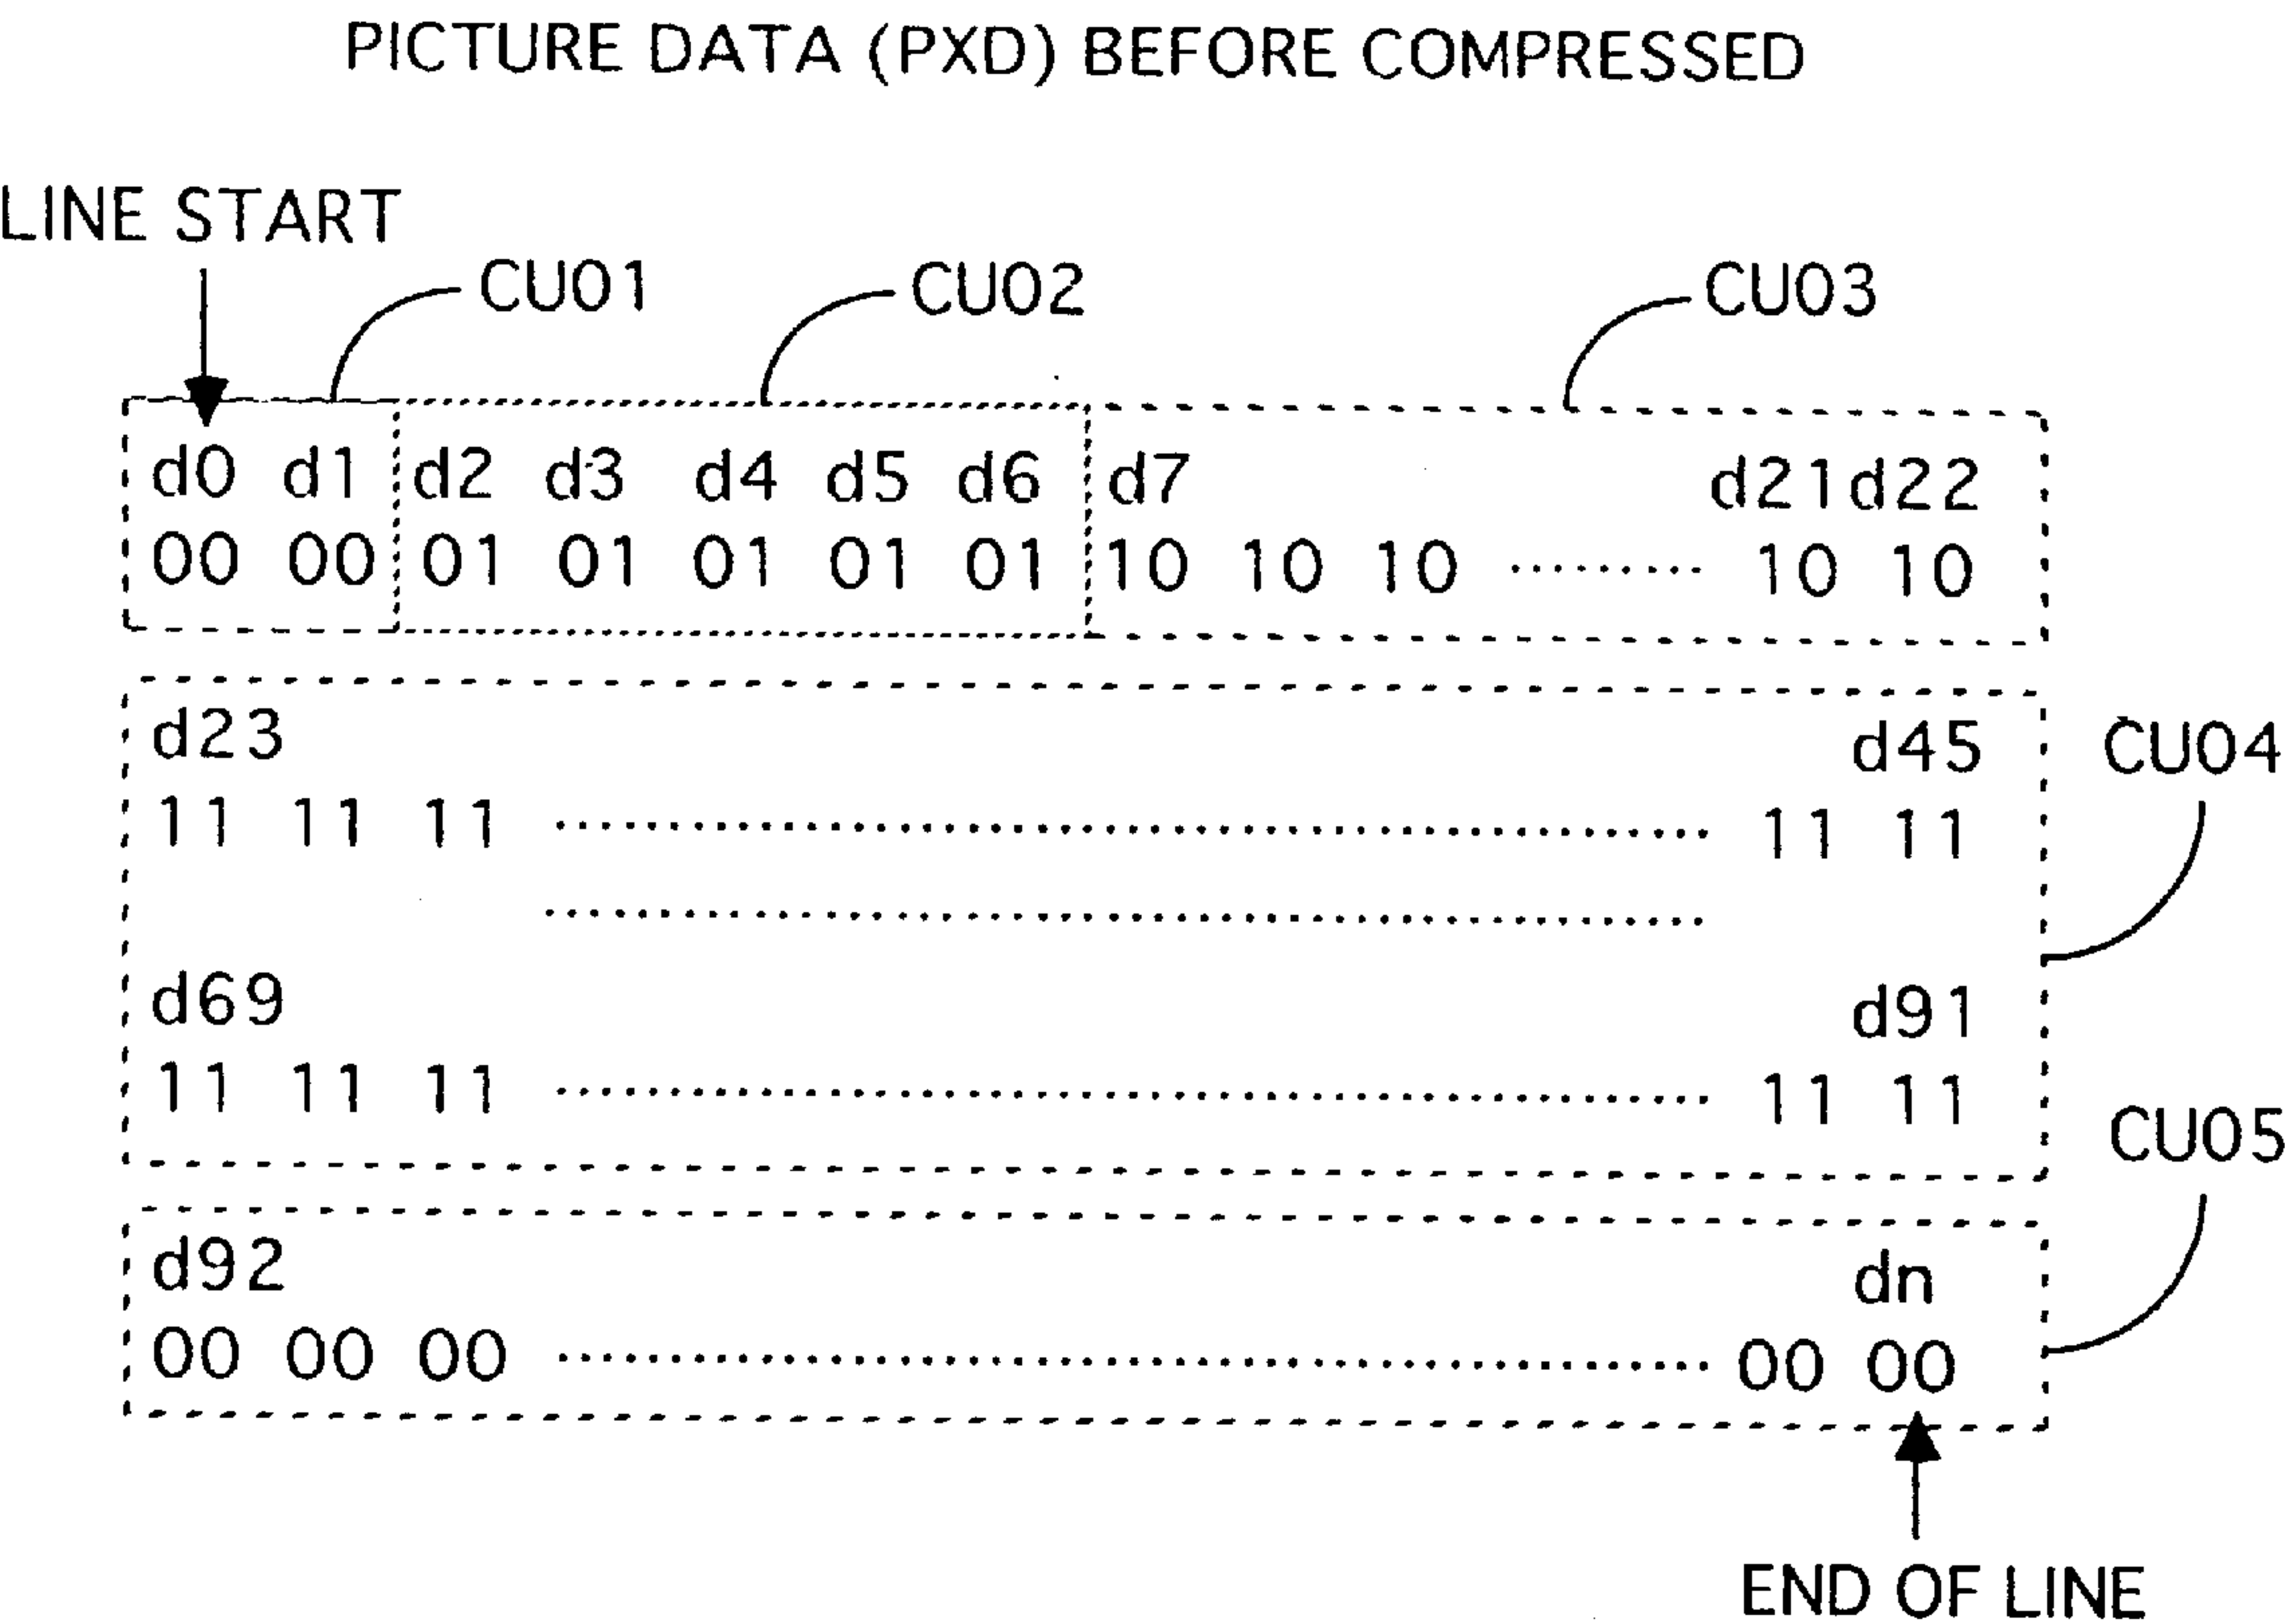 PICTURE DATA (PXD) BEFORE COMPRESSED
LINE START
CU01 CU02 CU03
d0 d1 d2 d3 d4 d5 d6 d7 d21 d22
00 00 01 01 01 01 01 10 10 10 ......... 10 10
d23 d45 CU04
11 11 11 .................................................. 11 11
..................................................
d69 d91
11 11 11 .................................................. 11 11
CU05
d92 dn
00 00 00 .................................................. 00 00
END OF LINE